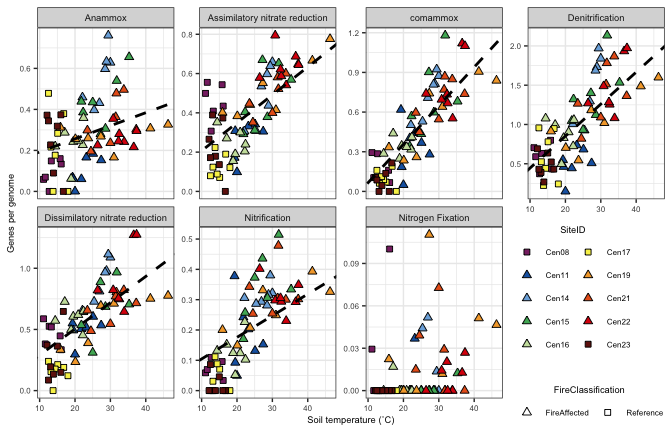 Anammox
Assimilatory nitrate reduction
comammox
Denitrification
0.0
0.2
0.4
0.6
0.0
0.2
0.4
0.6
0.8
0.0
0.3
0.6
0.9
1.2
0.5
1.0
1.5
2.0
10 20 30 40
Dissimilatory nitrate reduction
Nitrification
Nitrogen Fixation
0.0
0.5
1.0
0.0
0.1
0.2
0.3
0.4
0.5
0.00
0.03
0.06
0.09
10 20 30 40
10 20 30 40
10 20 30 40
Genes per genome
Soil temperature (˚C)
SiteID
Cen08 Cen17
Cen11 Cen19
Cen14 Cen21
Cen15 Cen22
Cen16 Cen23
FireClassification
FireAffected Reference